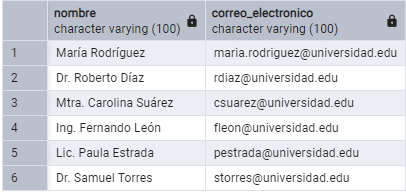 nombre correo_electronico
character varying (100) character varying (100)
1 María Rodríguez maria.rodriguez@universidad.edu
2 Dr. Roberto Díaz rdiaz@universidad.edu
3 Mtra. Carolina Suárez csuarez@universidad.edu
4 Ing. Fernando León fleon@universidad.edu
5 Lic. Paula Estrada pestrada@universidad.edu
6 Dr. Samuel Torres storres@universidad.edu